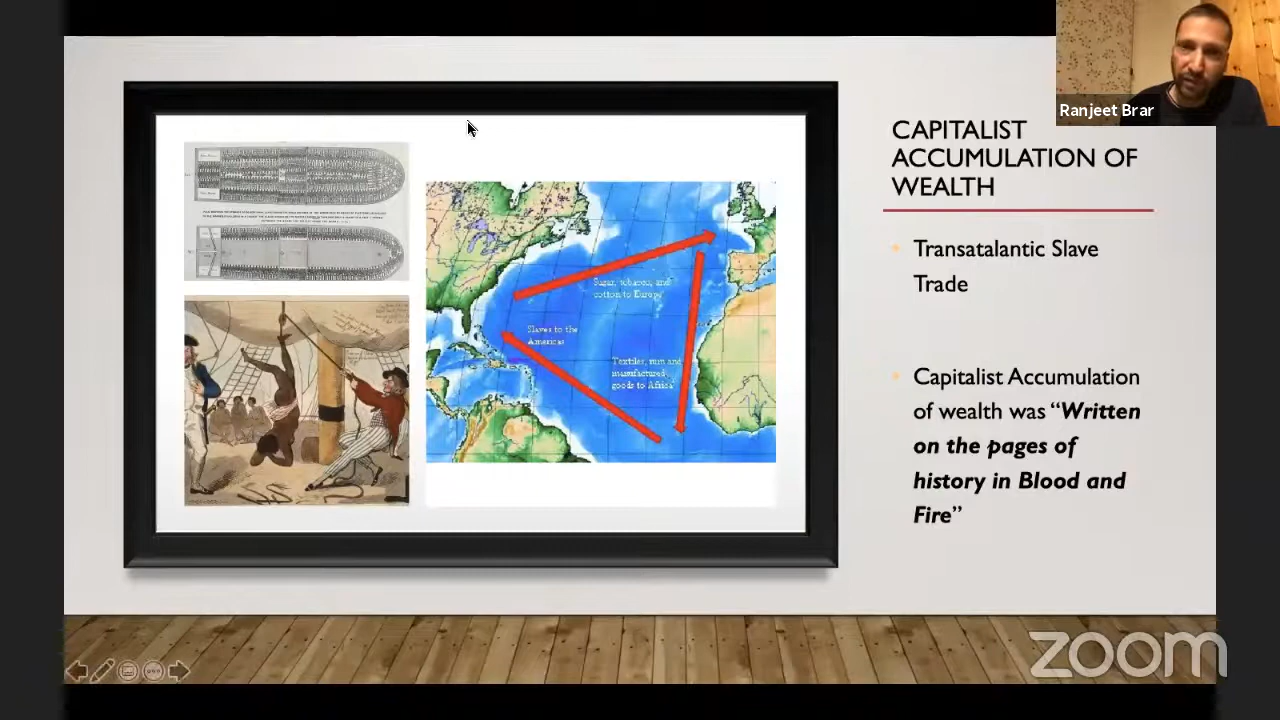 Ranjeet Brar
CAPITALIST
ACCUMULATION OF
WEALTH
Transatalantic Slave
Trade
Capitalist Accumulation
of wealth was “Written
on the pages of
history in Blood and
Fire”
Sugar, tobacco, and
cotton to Europe
Slaves to the
Americas
Textiles, rum and
manufactured
goods to Africa
zoom